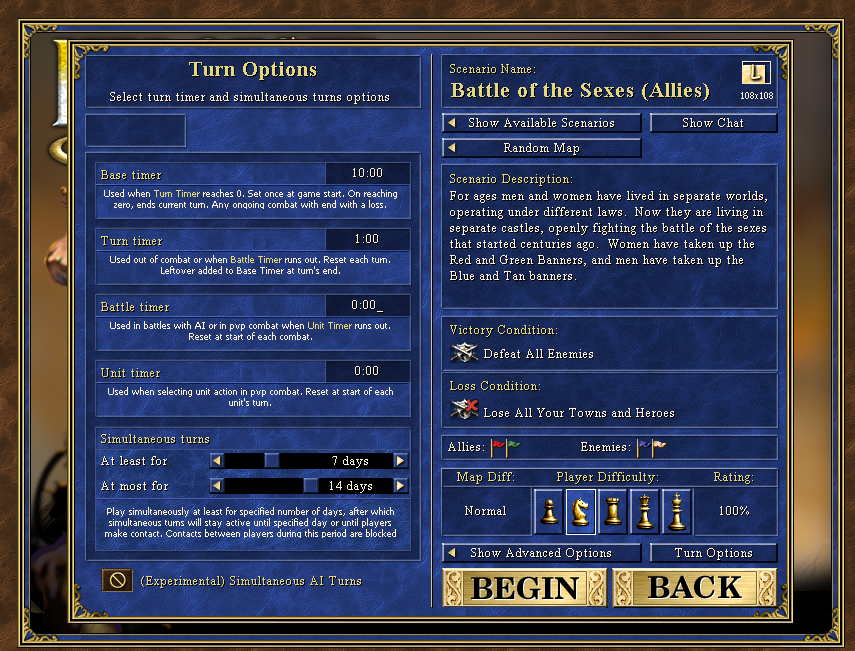 Turn Options
Select turn timer and simultaneous turns options
Base timer
10:00
Used when Turn Timer reaches 0. Set once at game start. On reaching
zero, ends current turn. Any ongoing combat with end with a loss.
Turn timer
1:00
Used out of combat or when Battle Timer runs out. Reset each turn.
Leftover added to Base Timer at turn's end.
Battle timer
0:00_
Used in battles with AI or in pvp combat when Unit Timer runs out.
Reset at start of each combat.
Unit timer
0:00
Used when selecting unit action in pvp combat. Reset at start of each
unit's turn.
Simultaneous turns
At least for
7 days
At most for
14 days
Play simultaneously at least for specified number of days, after which
simultaneous turns will stay active until specified day or until players
make contact. Contacts between players during this period are blocked
(Experimental) Simultaneous AI Turns
Scenario Name:
Battle of the Sexes (Allies)
L
108x108
Show Available Scenarios
Show Chat
Random Map
Scenario Description:
For ages men and women have lived in separate worlds,
operating under different laws. Now they are living in
separate castles, openly fighting the battle of the sexes
that started centuries ago. Women have taken up the
Red and Green Banners, and men have taken up the
Blue and Tan banners.
Victory Condition:
Defeat All Enemies
Loss Condition:
Lose All Your Towns and Heroes
Allies:
Enemies:
Map Diff:
Player Difficulty:
Rating:
Normal
100%
Show Advanced Options
Turn Options
BEGIN
BACK